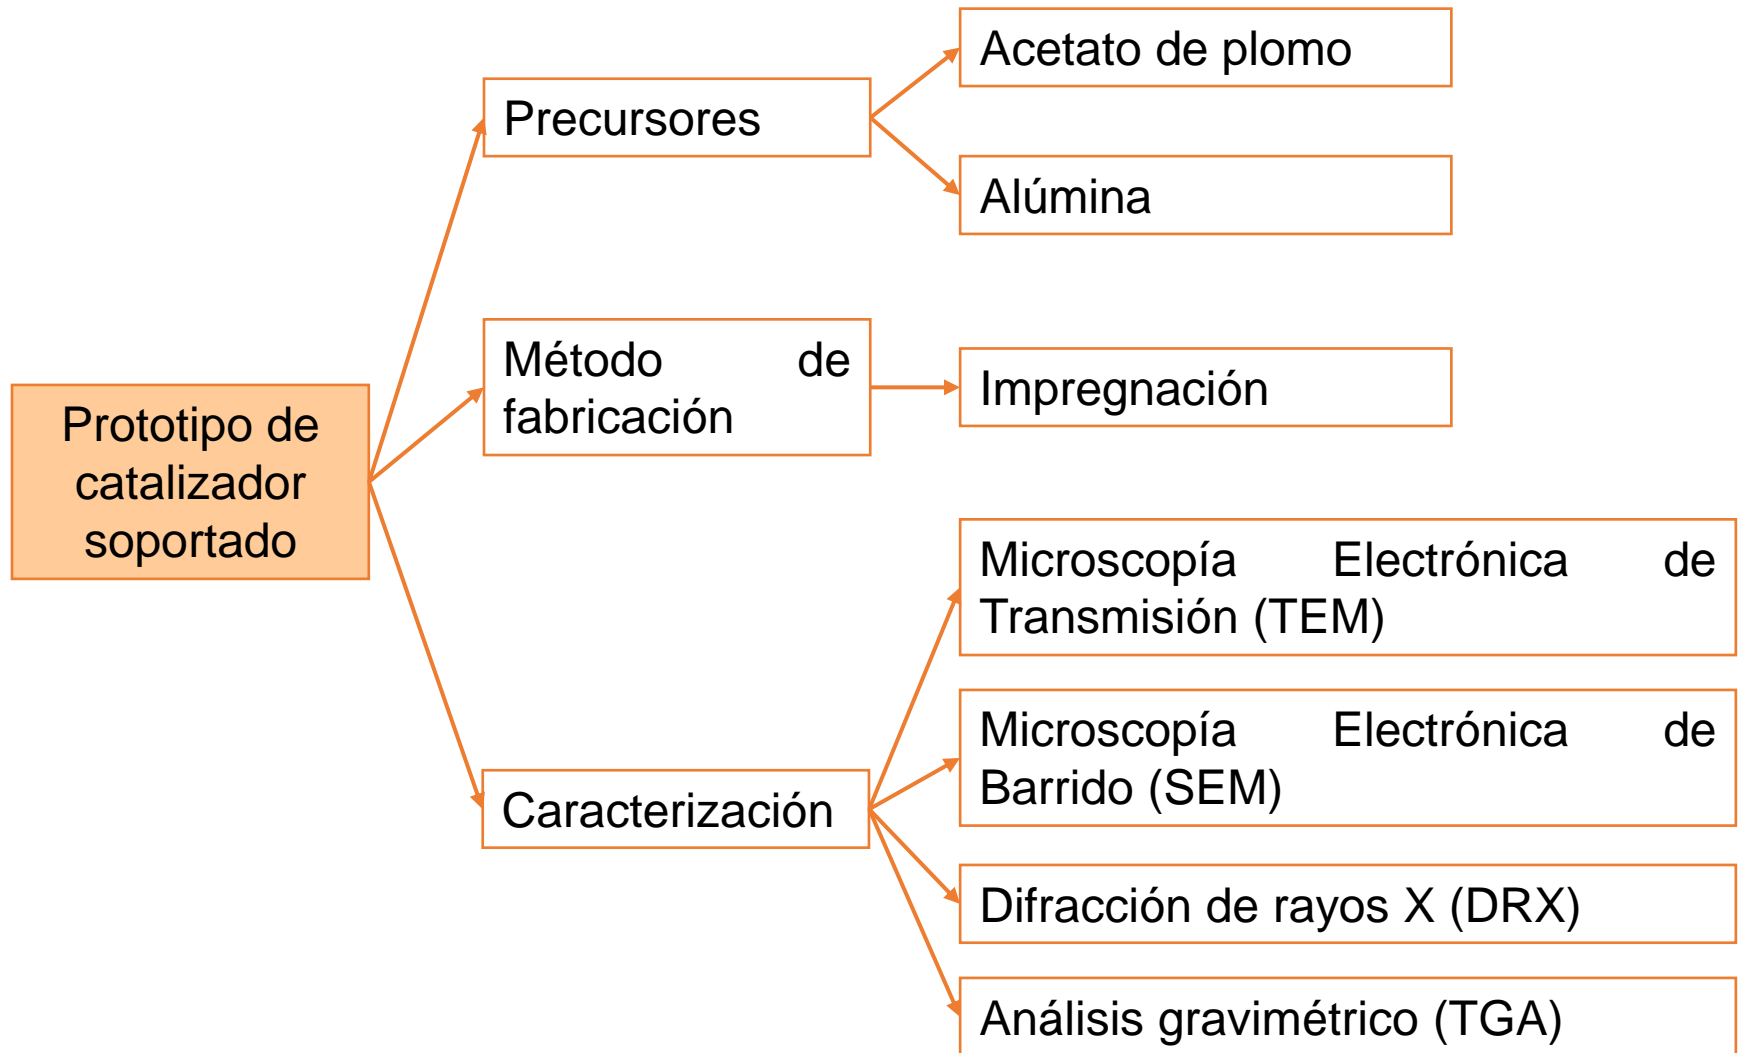 Prototipo de
catalizador
soportado
Precursores
Acetato de plomo
Alúmina
Método de
fabricación
Impregnación
Caracterización
Microscopía Electrónica de
Transmisión (TEM)
Microscopía Electrónica de
Barrido (SEM)
Difracción de rayos X (DRX)
Análisis gravimétrico (TGA)